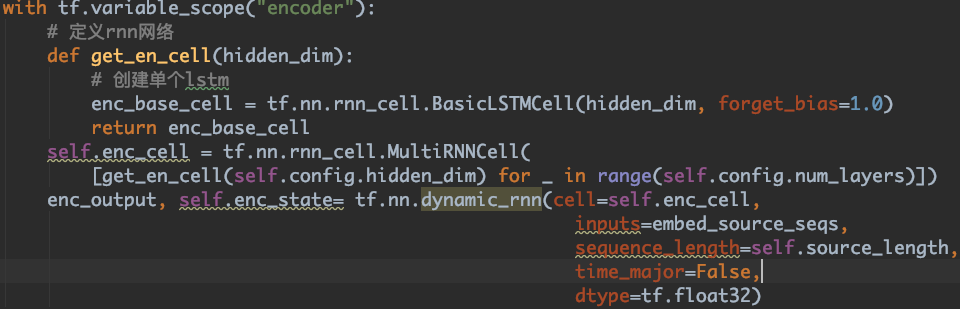 with tf.variable_scope("encoder"):
# 定义rnn网络
def get_en_cell(hidden_dim):
# 创建单个lstm
enc_base_cell = tf.nn.rnn_cell.BasicLSTMCell(hidden_dim, forget_bias=1.0)
return enc_base_cell
self.enc_cell = tf.nn.rnn_cell.MultiRNNCell(
[get_en_cell(self.config.hidden_dim) for _ in range(self.config.num_layers)])
enc_output, self.enc_state= tf.nn.dynamic_rnn(cell=self.enc_cell,
inputs=embed_source_seqs,
sequence_length=self.source_length,
time_major=False,
dtype=tf.float32)